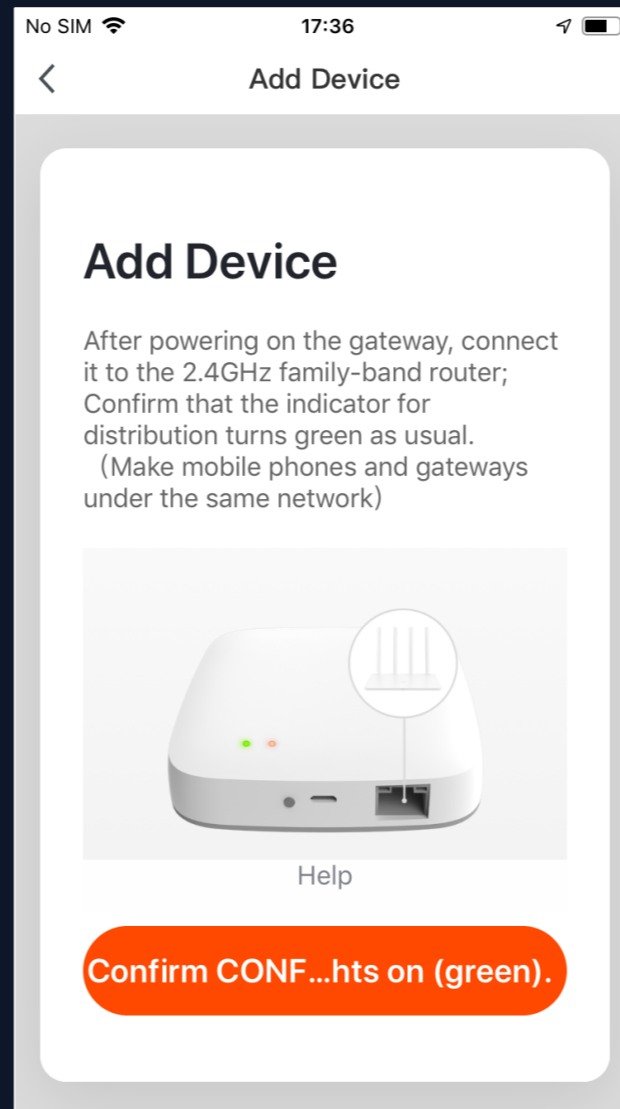 No SIM 17:36
Add Device
Add Device
After powering on the gateway, connect
it to the 2.4GHz family-band router;
Confirm that the indicator for
distribution turns green as usual.
（Make mobile phones and gateways
under the same network）
Help
Confirm CONF...hts on (green).